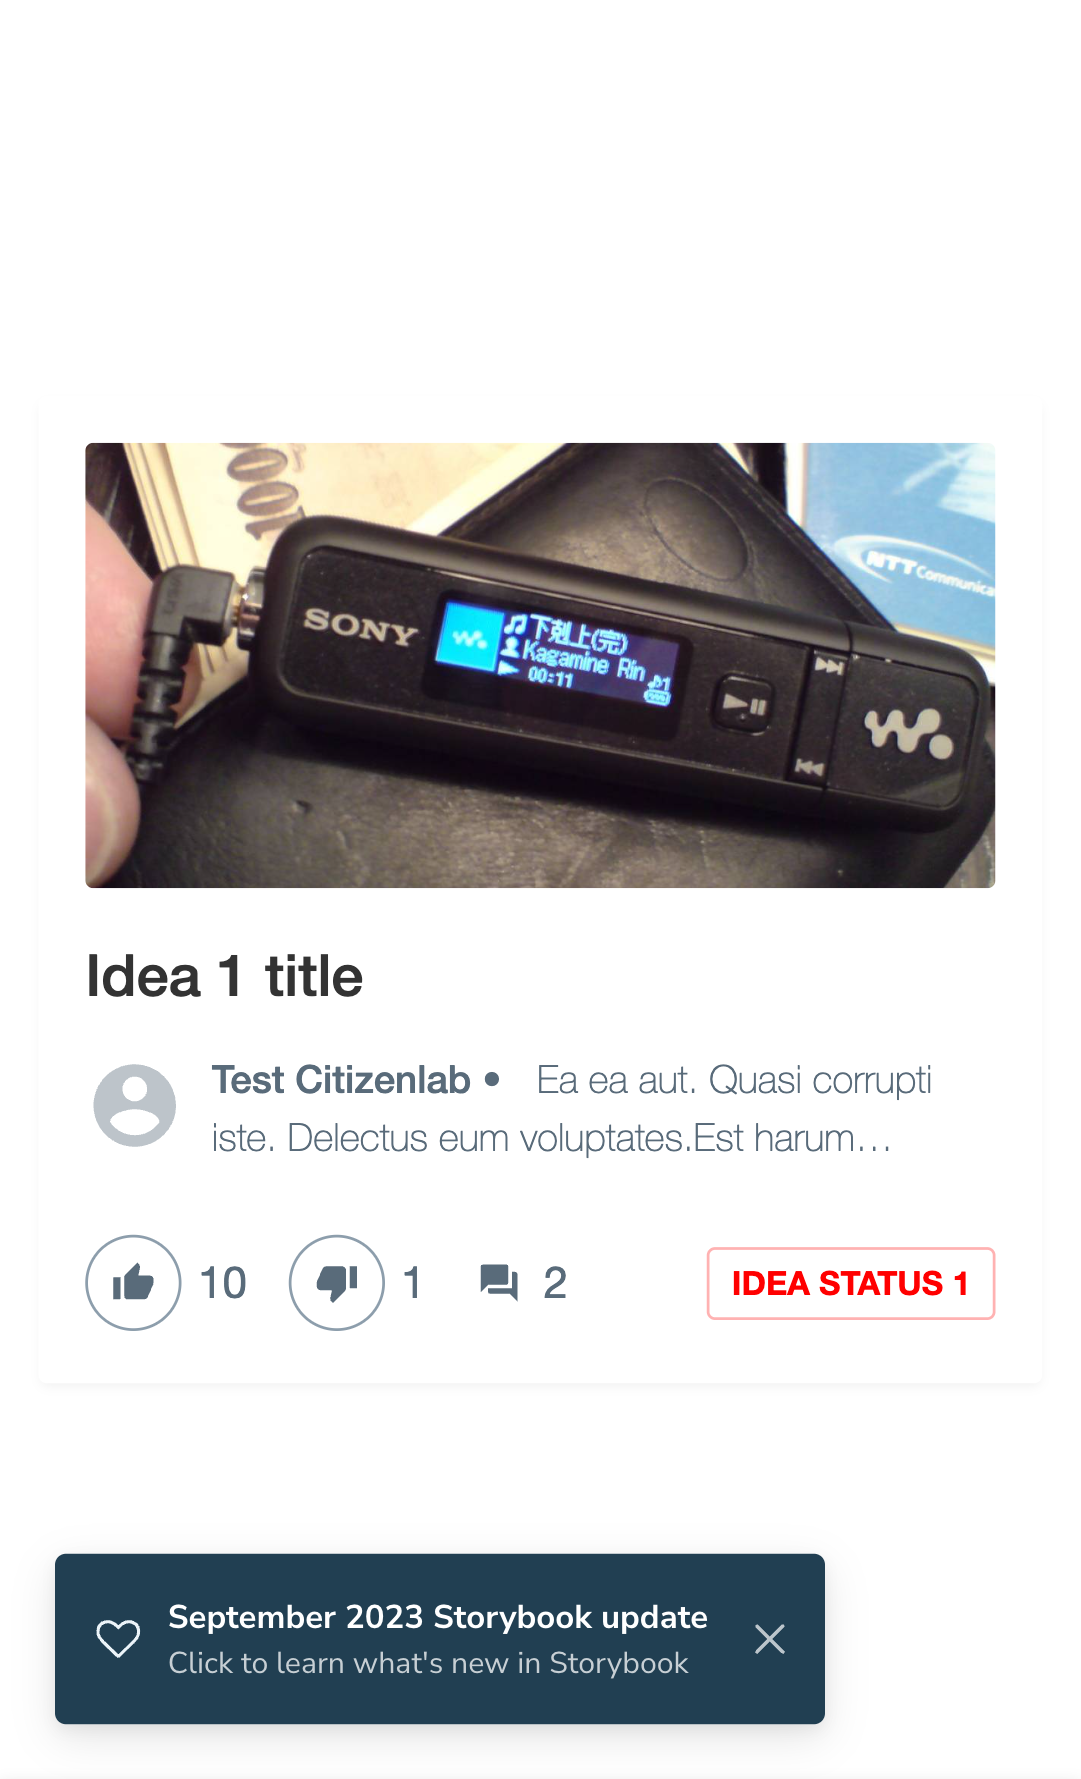 100
NTT Communica
SONY
下剋上(完)
Kagamine Rin
00:11
1
Idea 1 title
Test Citizenlab • Ea ea aut. Quasi corrupti
iste. Delectus eum voluptates.Est harum…
10
1
2
IDEA STATUS 1
September 2023 Storybook update
Click to learn what's new in Storybook